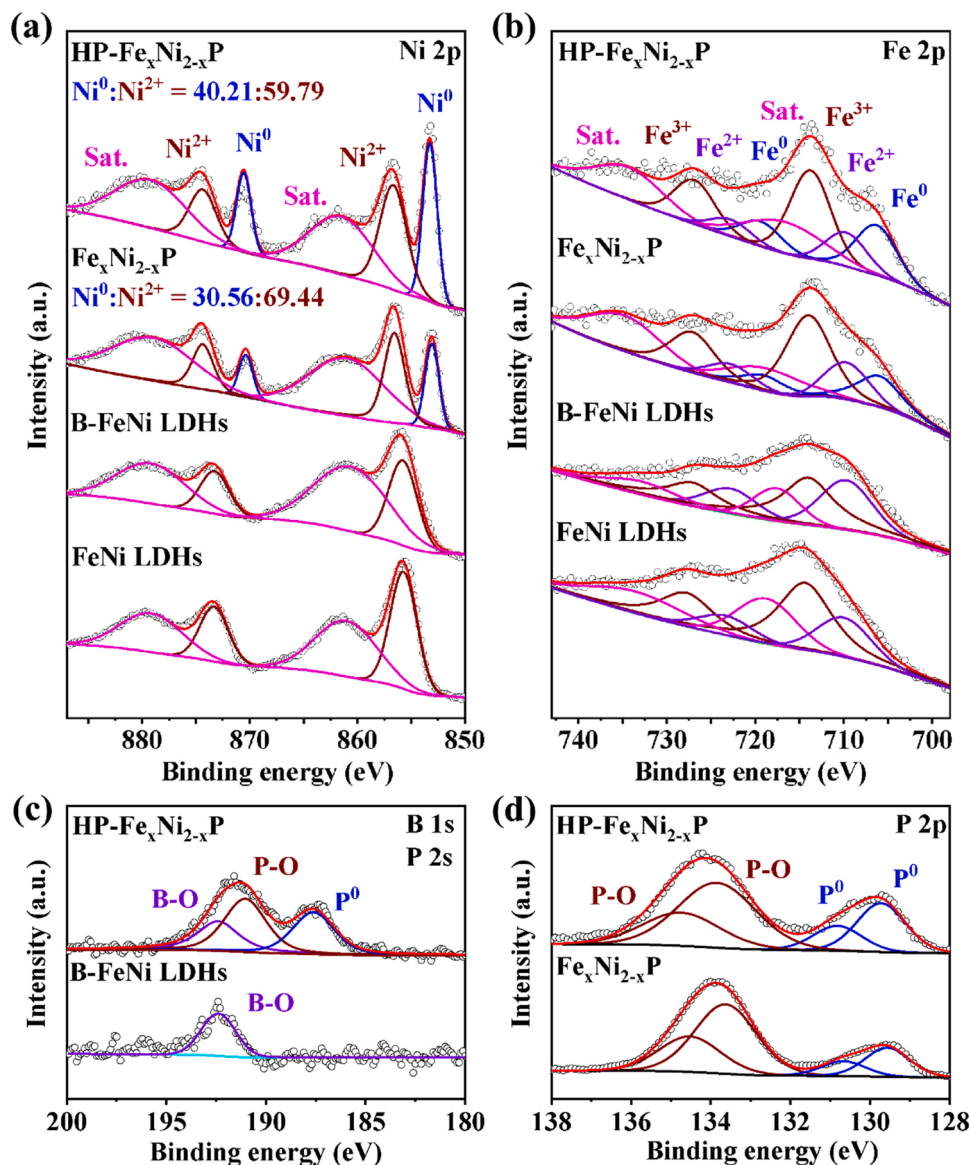 (a)
HP-FeₓNi₂₋ₓP
Ni 2p
Ni⁰:Ni²⁺ = 40.21:59.79
Ni⁰
Sat.
Ni²⁺
Ni⁰
Ni²⁺
Sat.
FeₓNi₂₋ₓP
Ni⁰:Ni²⁺ = 30.56:69.44
B-FeNi LDHs
FeNi LDHs
Intensity (a.u.)
880 870 860 850
Binding energy (eV)
(b)
HP-FeₓNi₂₋ₓP
Fe 2p
Sat.
Fe³⁺
Fe²⁺
Fe⁰
Sat.
Fe³⁺
Fe²⁺
Fe⁰
FeₓNi₂₋ₓP
B-FeNi LDHs
FeNi LDHs
Intensity (a.u.)
740 730 720 710 700
Binding energy (eV)
(c)
HP-FeₓNi₂₋ₓP
B 1s
P 2s
P-O
B-O
P⁰
B-FeNi LDHs
B-O
Intensity (a.u.)
200 195 190 185 180
Binding energy (eV)
(d)
HP-FeₓNi₂₋ₓP
P 2p
P-O
P-O
P⁰
P⁰
FeₓNi₂₋ₓP
Intensity (a.u.)
138 136 134 132 130 128
Binding energy (eV)